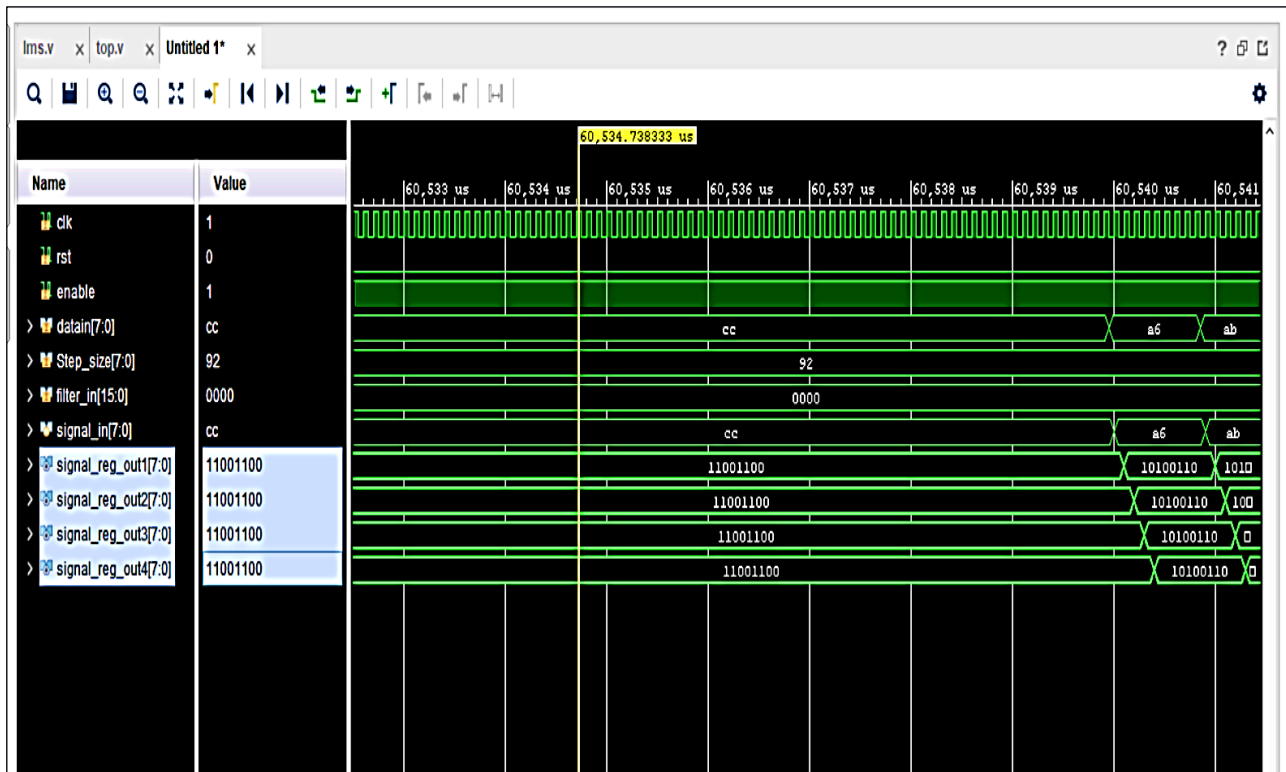 lms.v x top.v x Untitled 1* x ?
60,534.738333 us
Name Value
60,533 us 60,534 us 60,535 us 60,536 us 60,537 us 60,538 us 60,539 us 60,540 us 60,541
clk 1
rst 0
enable 1
datain[7:0] cc cc a6 ab
Step_size[7:0] 92 92
filter_in[15:0] 0000 0000
signal_in[7:0] cc cc a6 ab
signal_reg_out1[7:0] 11001100 11001100 10100110 1010
signal_reg_out2[7:0] 11001100 11001100 10100110 10
signal_reg_out3[7:0] 11001100 11001100 10100110
signal_reg_out4[7:0] 11001100 11001100 10100110